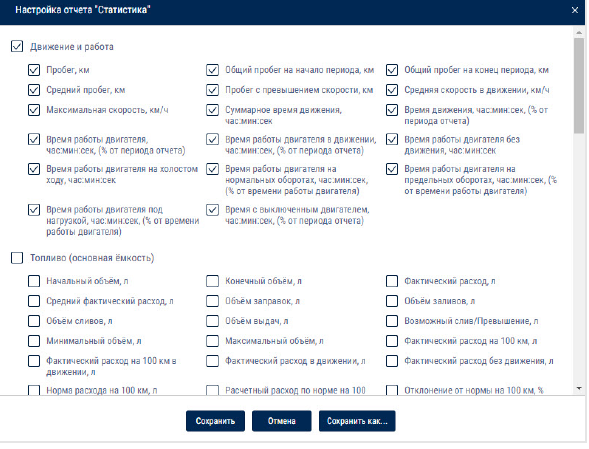 Настройка отчета "Статистика"
Движение и работа
Пробег, км
Общий пробег на начало периода, км
Общий пробег на конец периода, км
Средний пробег, км
Пробег с превышением скорости, км
Средняя скорость в движении, км/ч
Максимальная скорость, км/ч
Суммарное время движения,
час:мин:сек
Время движения, час:мин:сек, (% от
периода отчета)
Время работы двигателя,
час:мин:сек, (% от периода отчета)
Время работы двигателя в движении,
час:мин:сек, (% от периода отчета)
Время работы двигателя без
движения, час:мин:сек
Время работы двигателя на холостом
ходу, час:мин:сек
Время работы двигателя на
нормальных оборотах, час:мин:сек,
(% от времени работы двигателя)
Время работы двигателя на
предельных оборотах, час:мин:сек, (%
от времени работы двигателя)
Время работы двигателя под
нагрузкой, час:мин:сек, (% от времени
работы двигателя)
Время с выключенным двигателем,
час:мин:сек, (% от периода отчета)
Топливо (основная ёмкость)
Начальный объём, л
Конечный объём, л
Фактический расход, л
Средний фактический расход, л
Объём заправок, л
Объём заливов, л
Объём сливов, л
Объём выдач, л
Возможный слив/Превышение, л
Минимальный объём, л
Максимальный объём, л
Фактический расход на 100 км, л
Фактический расход на 100 км в
движении, л
Фактический расход в движении, л
Фактический расход без движения, л
Норма расхода на 100 км, л
Расчетный расход по норме на 100
Отклонение от нормы на 100 км, %
Сохранить
Отмена
Сохранить как...